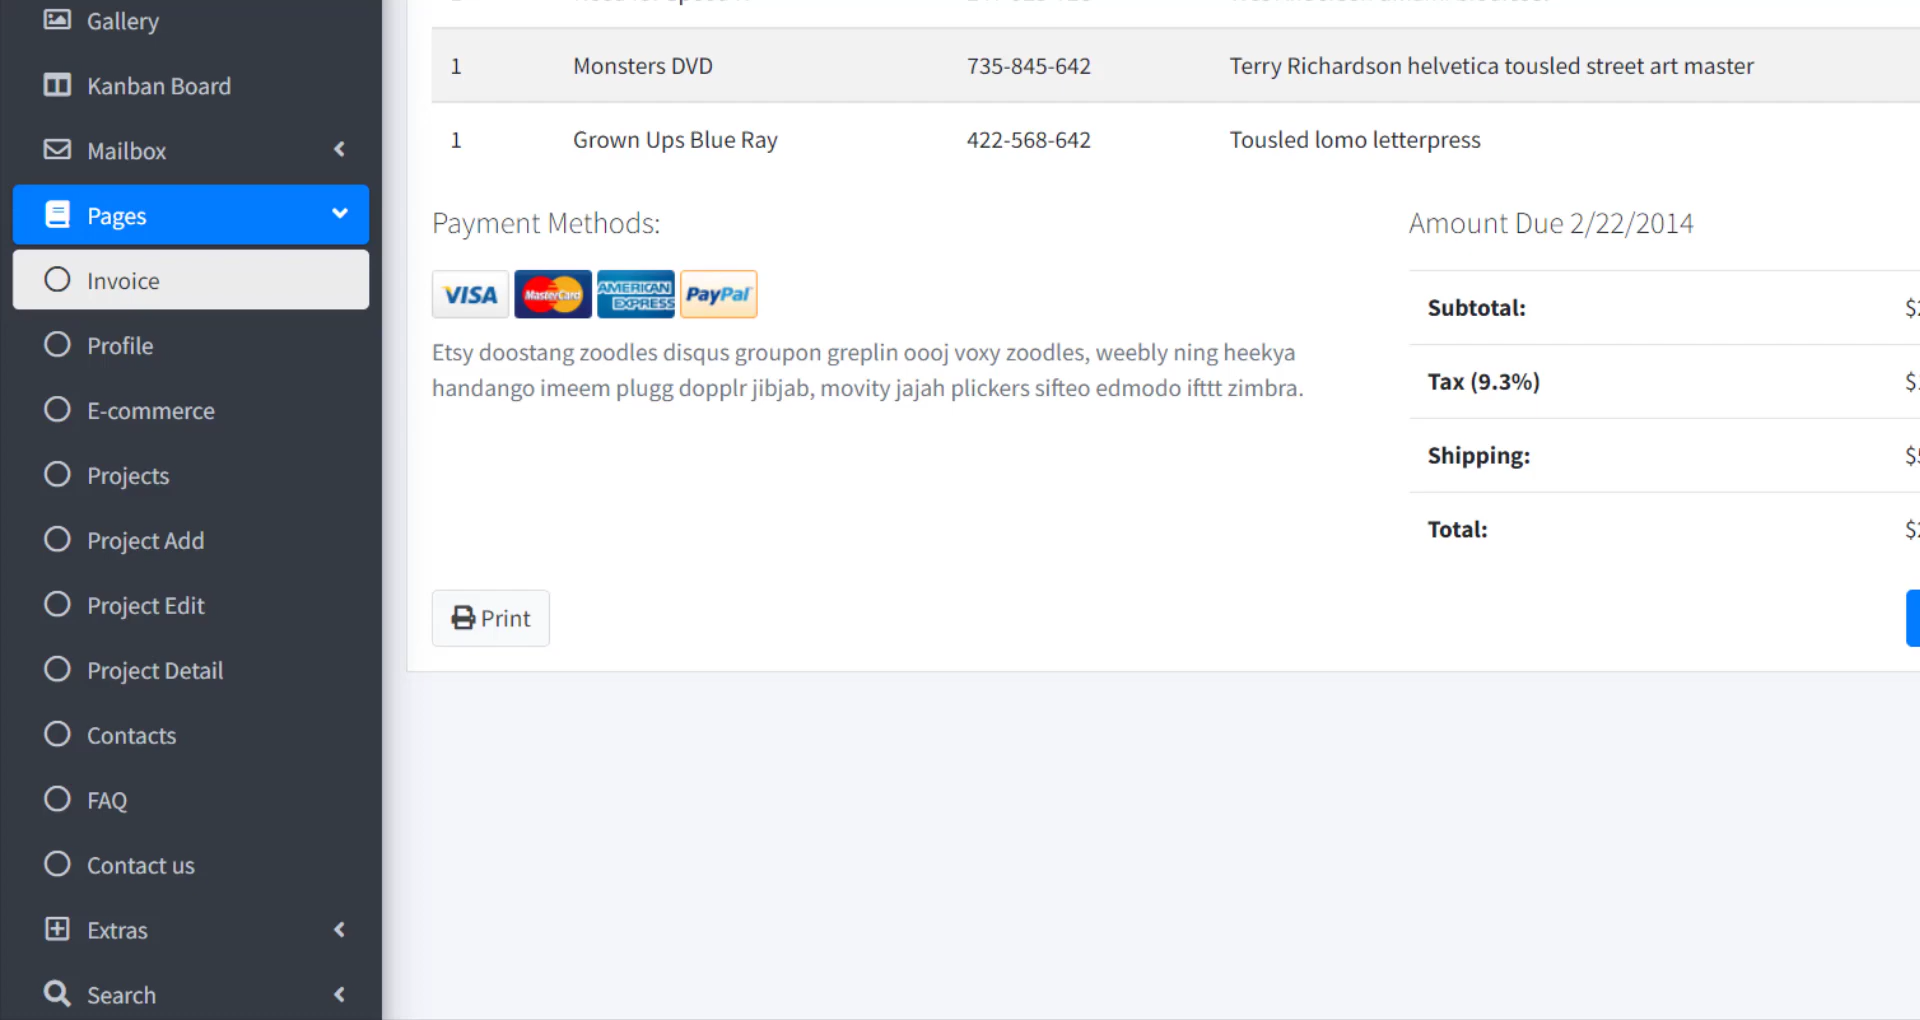 Gallery
Kanban Board
Mailbox
Pages
Invoice
Profile
E-commerce
Projects
Project Add
Project Edit
Project Detail
Contacts
FAQ
Contact us
Extras
Search
1 Monsters DVD 735-845-642 Terry Richardson helvetica tousled street art master
1 Grown Ups Blue Ray 422-568-642 Tousled lomo letterpress
Payment Methods:
VISA MasterCard AMERICAN EXPRESS PayPal
Etsy doostang zoodles disqus groupon greplin oooj voxy zoodles, weebly ning heekya
handango imeem plugg dopplr jibjab, movity jajah plickers sifteo edmodo ifttt zimbra.
Print
Amount Due 2/22/2014
Subtotal:
Tax (9.3%)
Shipping:
Total: